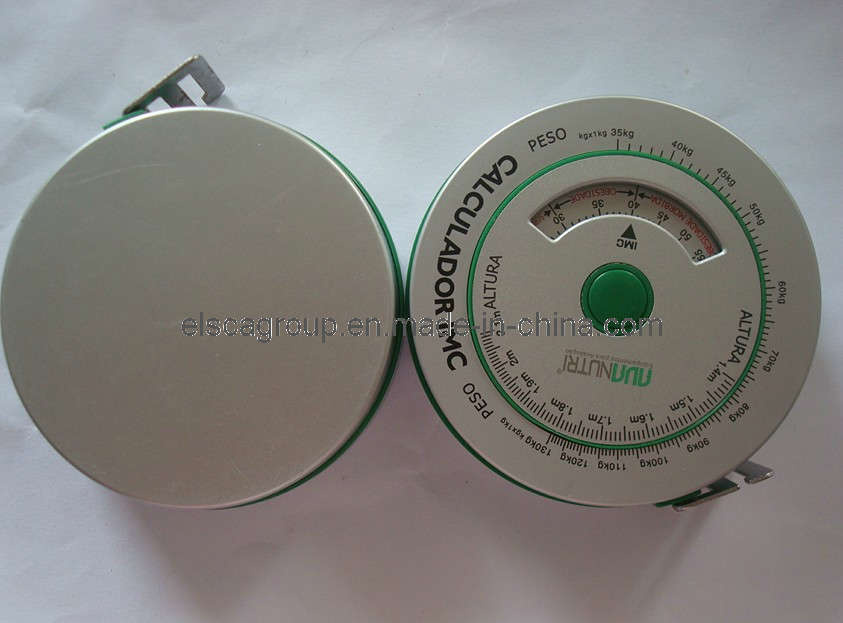 PESO
kgx1kg 35kg
40kg
45kg
50kg
60kg
70kg
80kg
90kg
100kg
110kg
120kg
130kg kgx1kg
PESO
CALCULADOR IMC
ALTURA
ALTURA
1.4m
1.5m
1.6m
1.7m
1.8m
1.9m
2m
30 35 40 45 50 55
OBESIDADE
IMC
AVANUTRI
elscagroup.en.made-in-china.com